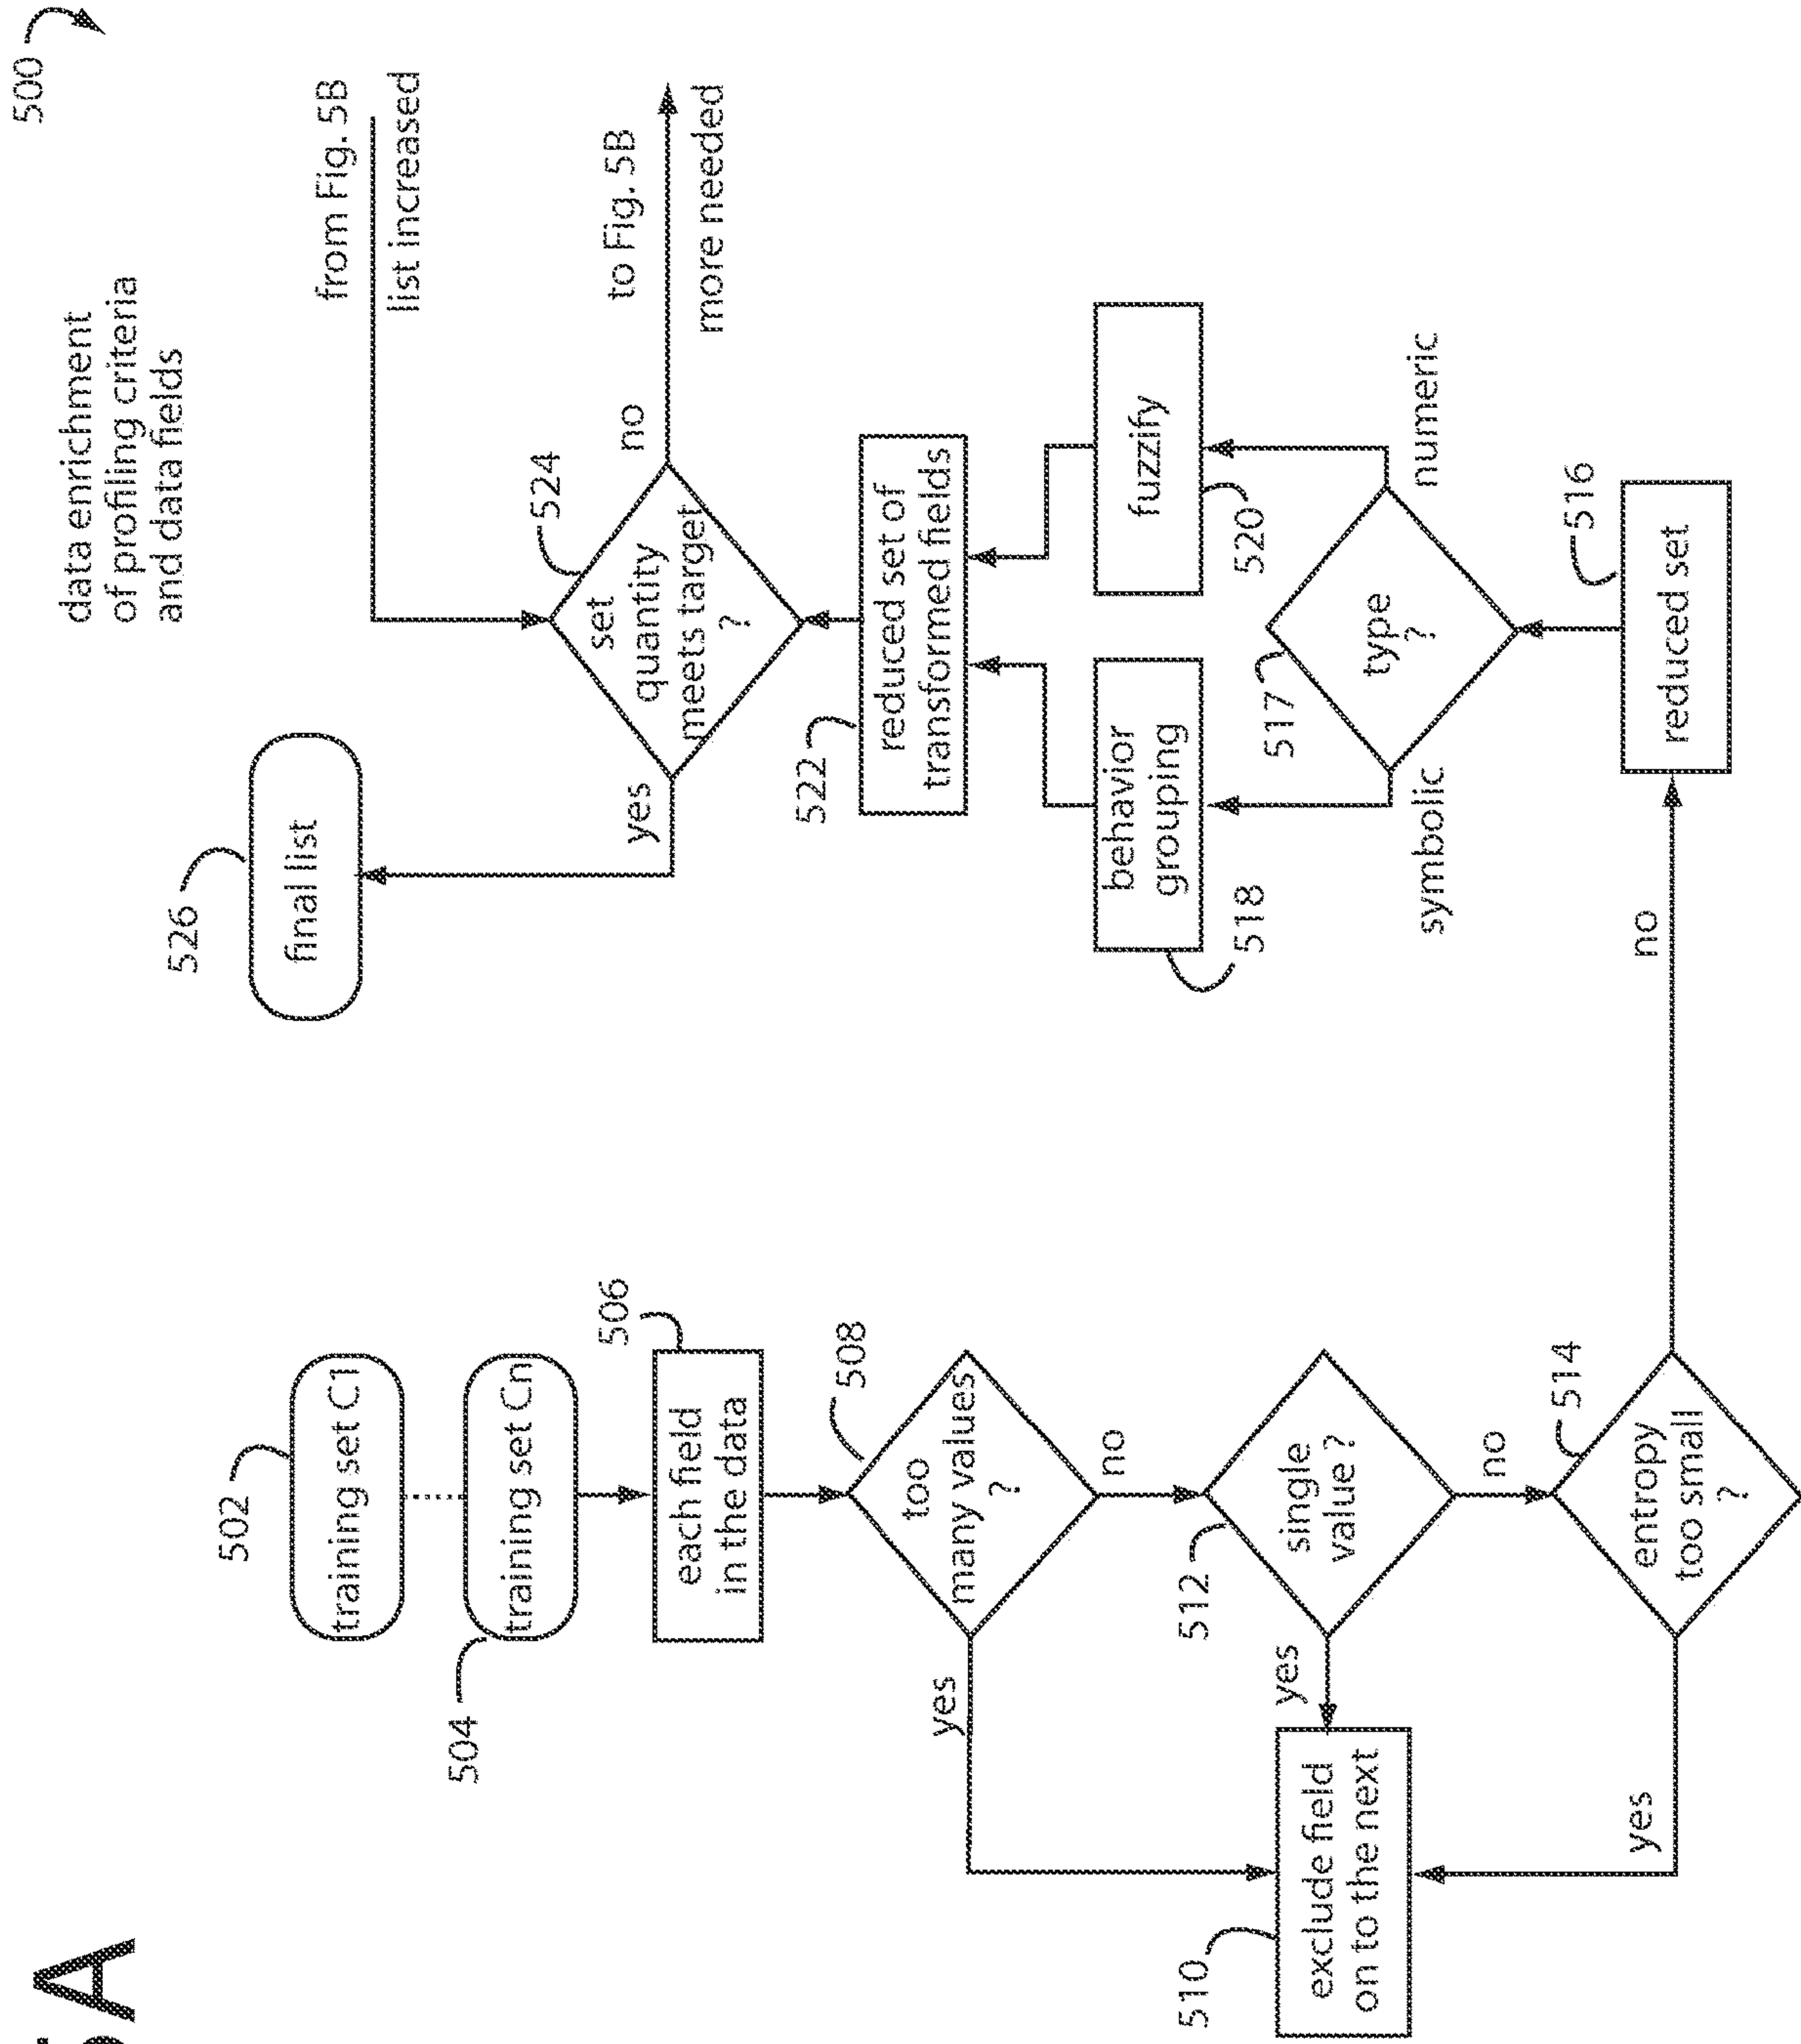 5A
500
data enrichment
of profiling criteria
and data fields
502
training set C1
504
training set Cn
506
each field
in the data
508
too
many values
?
yes
no
512
single
value ?
yes
no
510
exclude field
on to the next
514
entropy
too small
?
yes
no
516
reduced set
517
type
?
symbolic
numeric
518
behavior
grouping
520
fuzzify
522
reduced set of
transformed fields
524
set
quantity
meets target
?
yes
no
526
final list
from Fig. 5B
list increased
to Fig. 5B
more needed